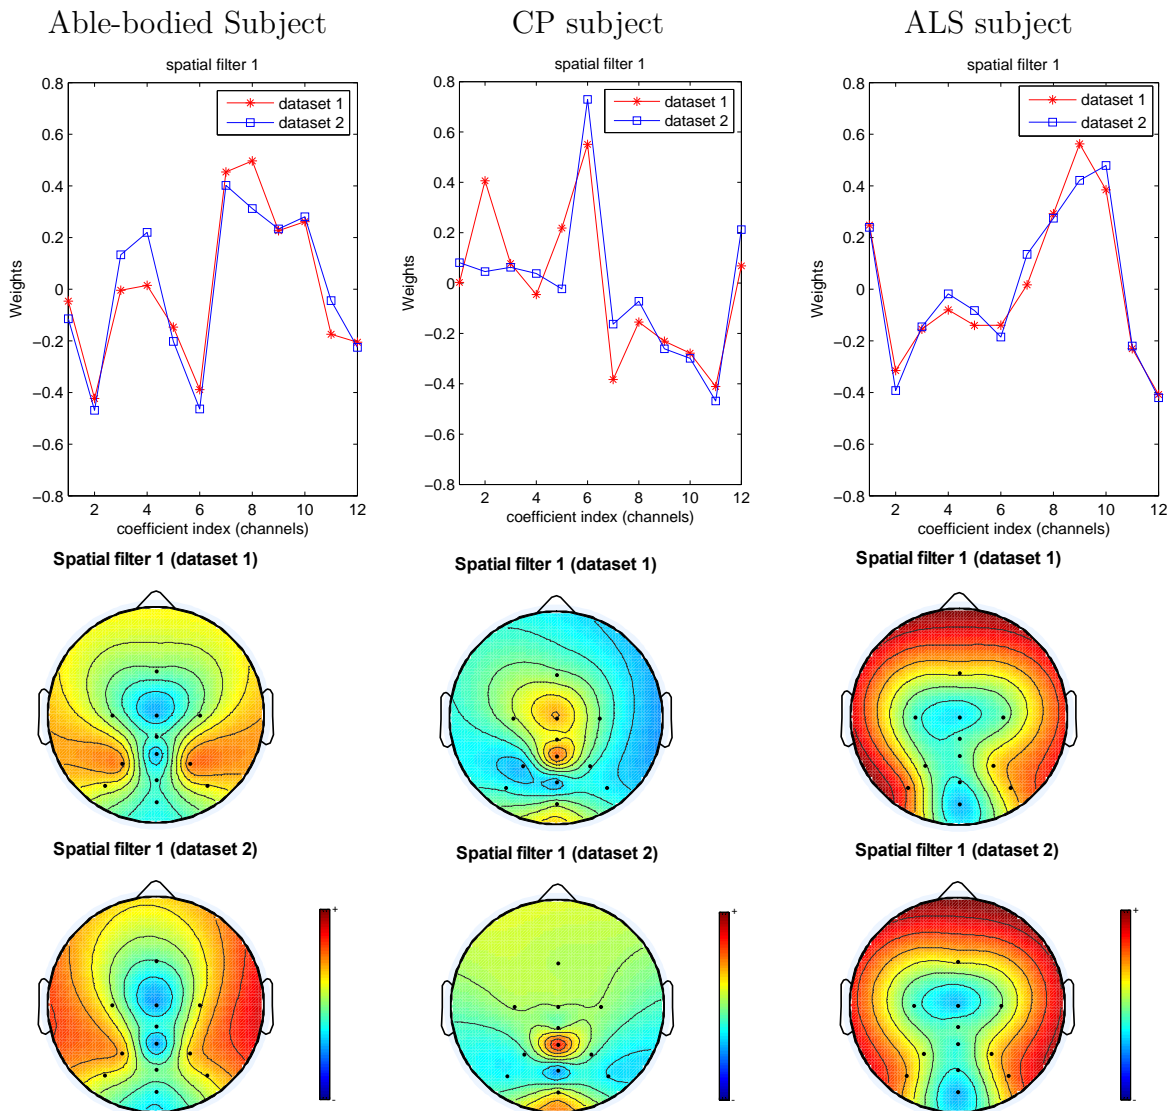 Able-bodied Subject
CP subject
ALS subject
spatial filter 1
spatial filter 1
spatial filter 1
0.8
0.6
0.4
0.2
0
−0.2
−0.4
−0.6
−0.8
Weights
dataset 1
dataset 2
2
4
6
8
10
12
coefficient index (channels)
0.8
0.6
0.4
0.2
0
−0.2
−0.4
−0.6
−0.8
Weights
dataset 1
dataset 2
2
4
6
8
10
12
coefficient index (channels)
0.8
0.6
0.4
0.2
0
−0.2
−0.4
−0.6
−0.8
Weights
dataset 1
dataset 2
2
4
6
8
10
12
coefficient index (channels)
Spatial filter 1 (dataset 1)
Spatial filter 1 (dataset 1)
Spatial filter 1 (dataset 1)
Spatial filter 1 (dataset 2)
Spatial filter 1 (dataset 2)
Spatial filter 1 (dataset 2)
+
-
+
-
+
-